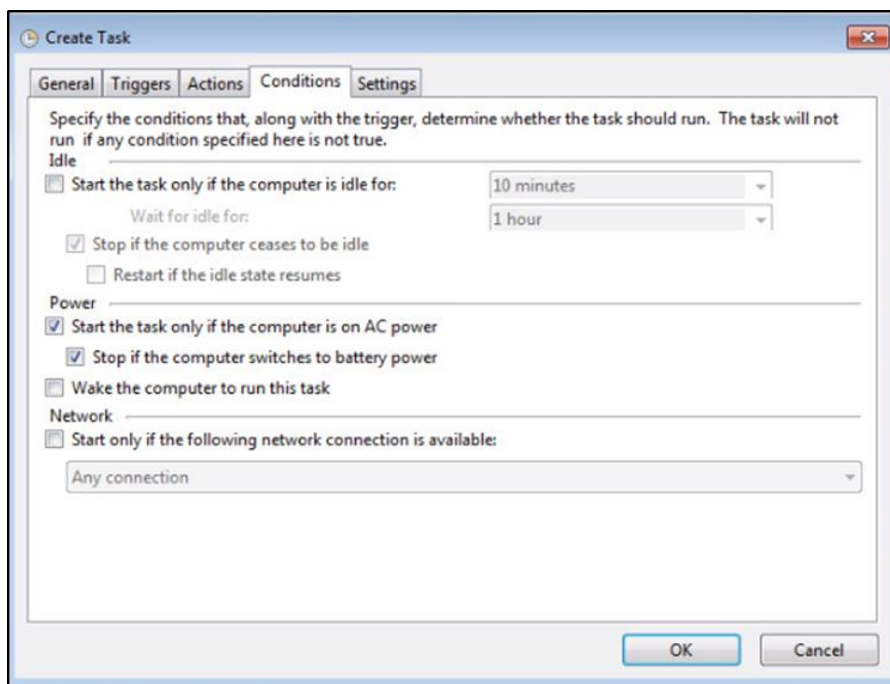 Create Task
General Triggers Actions Conditions Settings
Specify the conditions that, along with the trigger, determine whether the task should run. The task will not
run if any condition specified here is not true.
Idle
Start the task only if the computer is idle for: 10 minutes
Wait for idle for: 1 hour
Stop if the computer ceases to be idle
Restart if the idle state resumes
Power
Start the task only if the computer is on AC power
Stop if the computer switches to battery power
Wake the computer to run this task
Network
Start only if the following network connection is available:
Any connection
OK Cancel